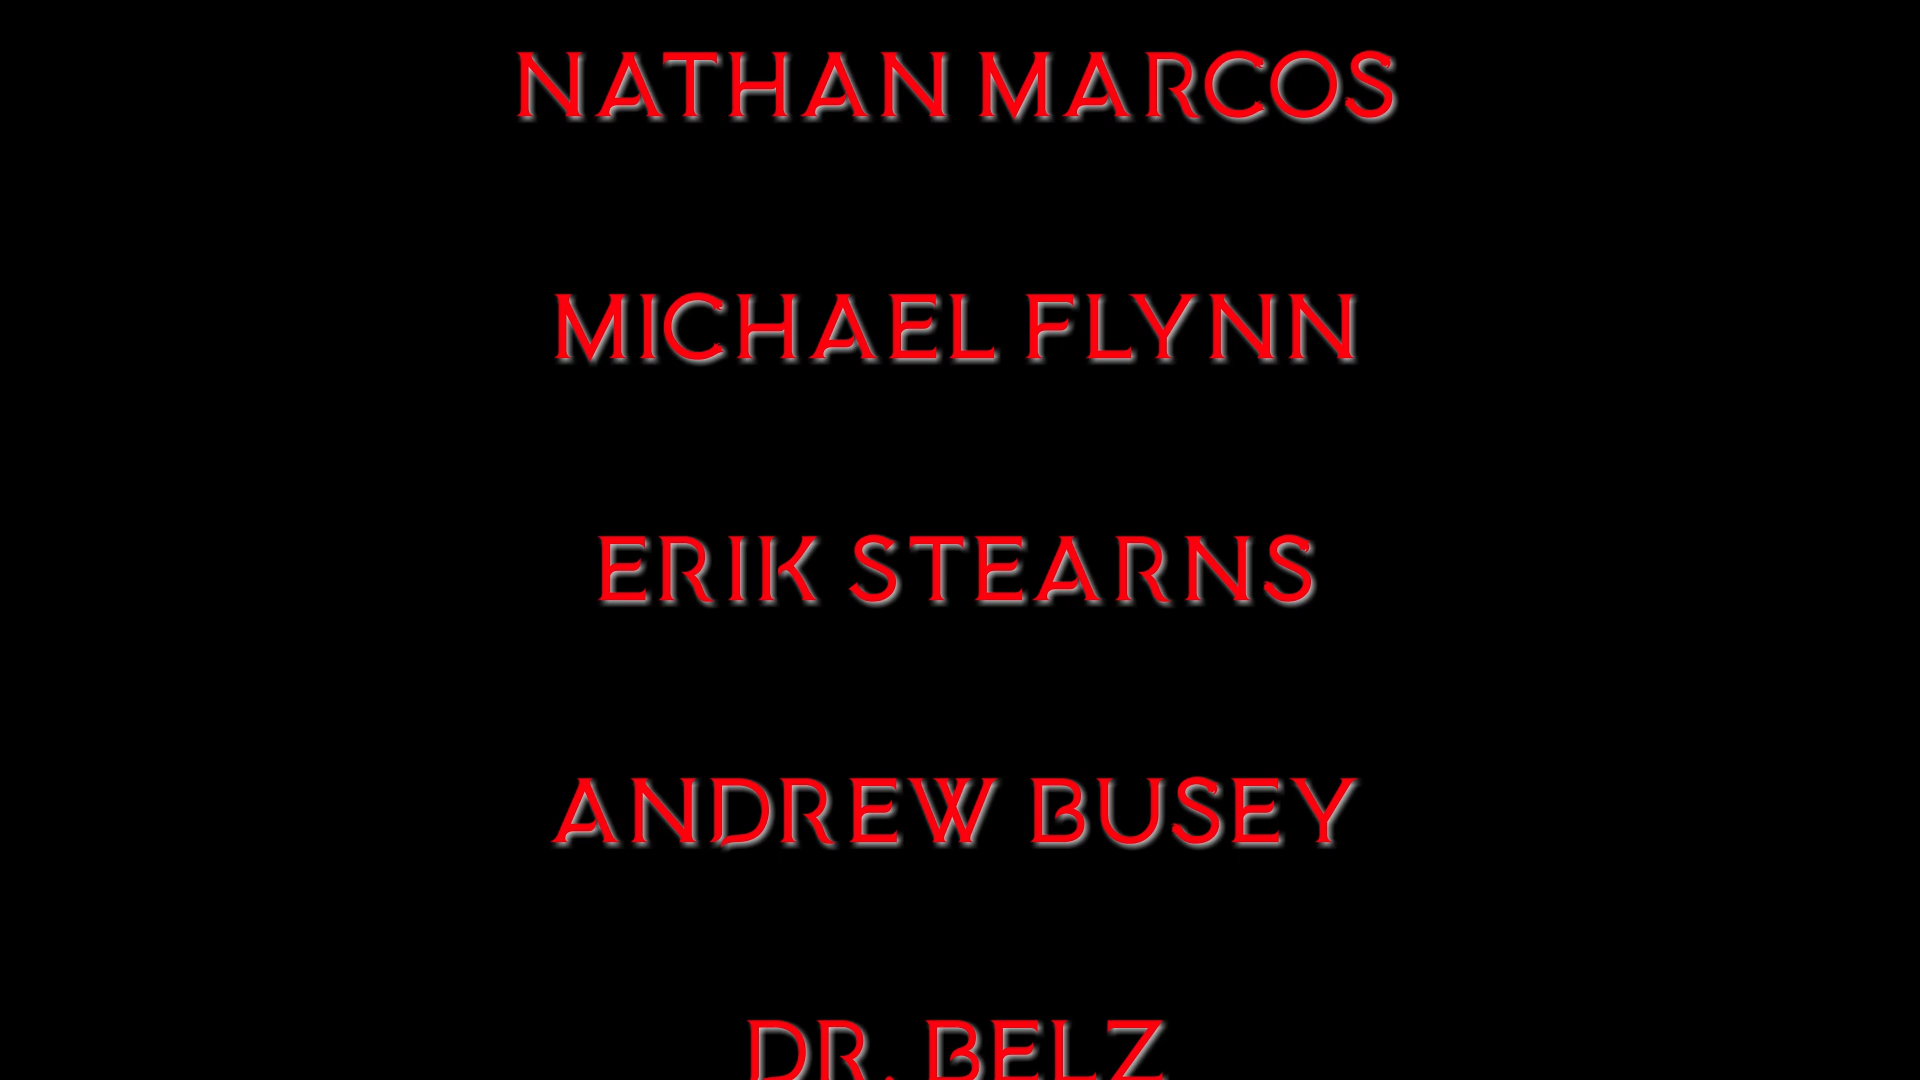 NATHAN MARCOS
MICHAEL FLYNN
ERIK STEARNS
ANDREW BUSEY
DR. BELZ